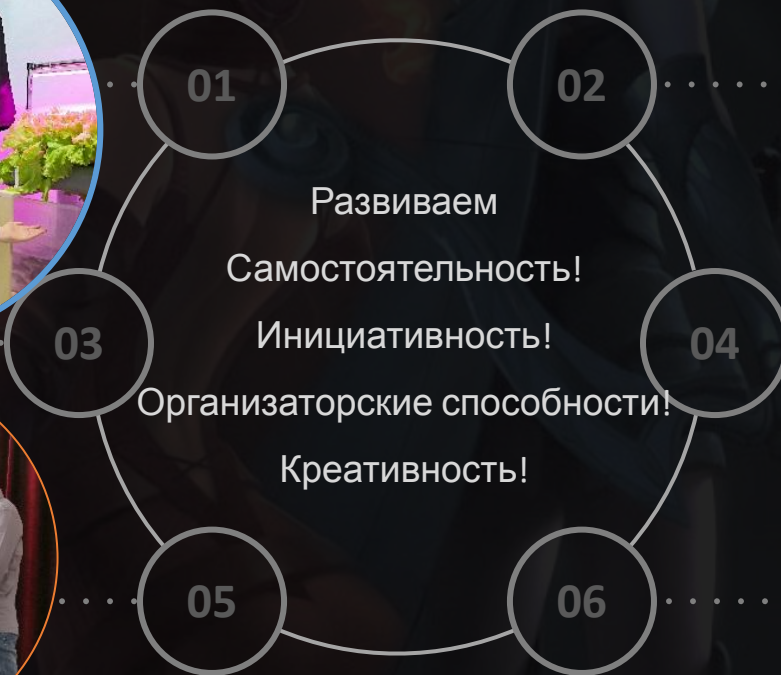 01
02
Развиваем
Самостоятельность!
Инициативность!
03
04
Организаторские способности!
Креативность!
05
06